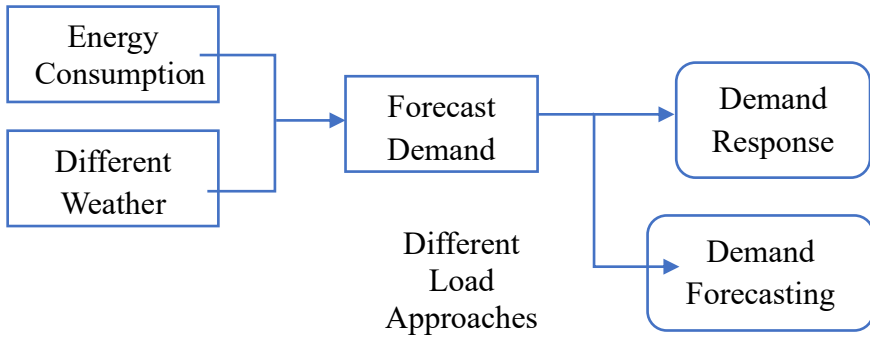 Energy
Consumption
Different
Weather
Forecast
Demand
Different
Load
Approaches
Demand
Response
Demand
Forecasting